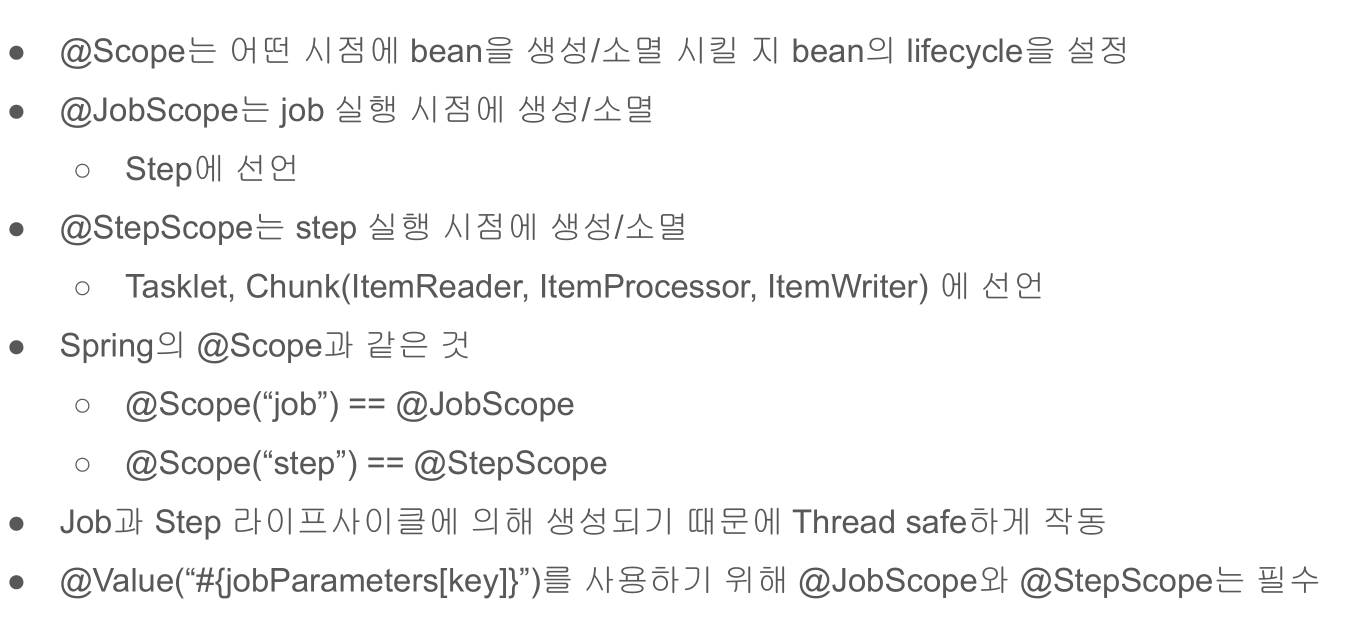 ● @Scope는 어떤 시점에 bean을 생성/소멸 시킬 지 bean의 lifecycle을 설정
● @JobScope는 job 실행 시점에 생성/소멸
○ Step에 선언
● @StepScope는 step 실행 시점에 생성/소멸
○ Tasklet, Chunk(ItemReader, ItemProcessor, ItemWriter) 에 선언
● Spring의 @Scope과 같은 것
○ @Scope(“job”) == @JobScope
○ @Scope(“step”) == @StepScope
● Job과 Step 라이프사이클에 의해 생성되기 때문에 Thread safe하게 작동
● @Value(“#{jobParameters[key]}”)를 사용하기 위해 @JobScope와 @StepScope는 필수